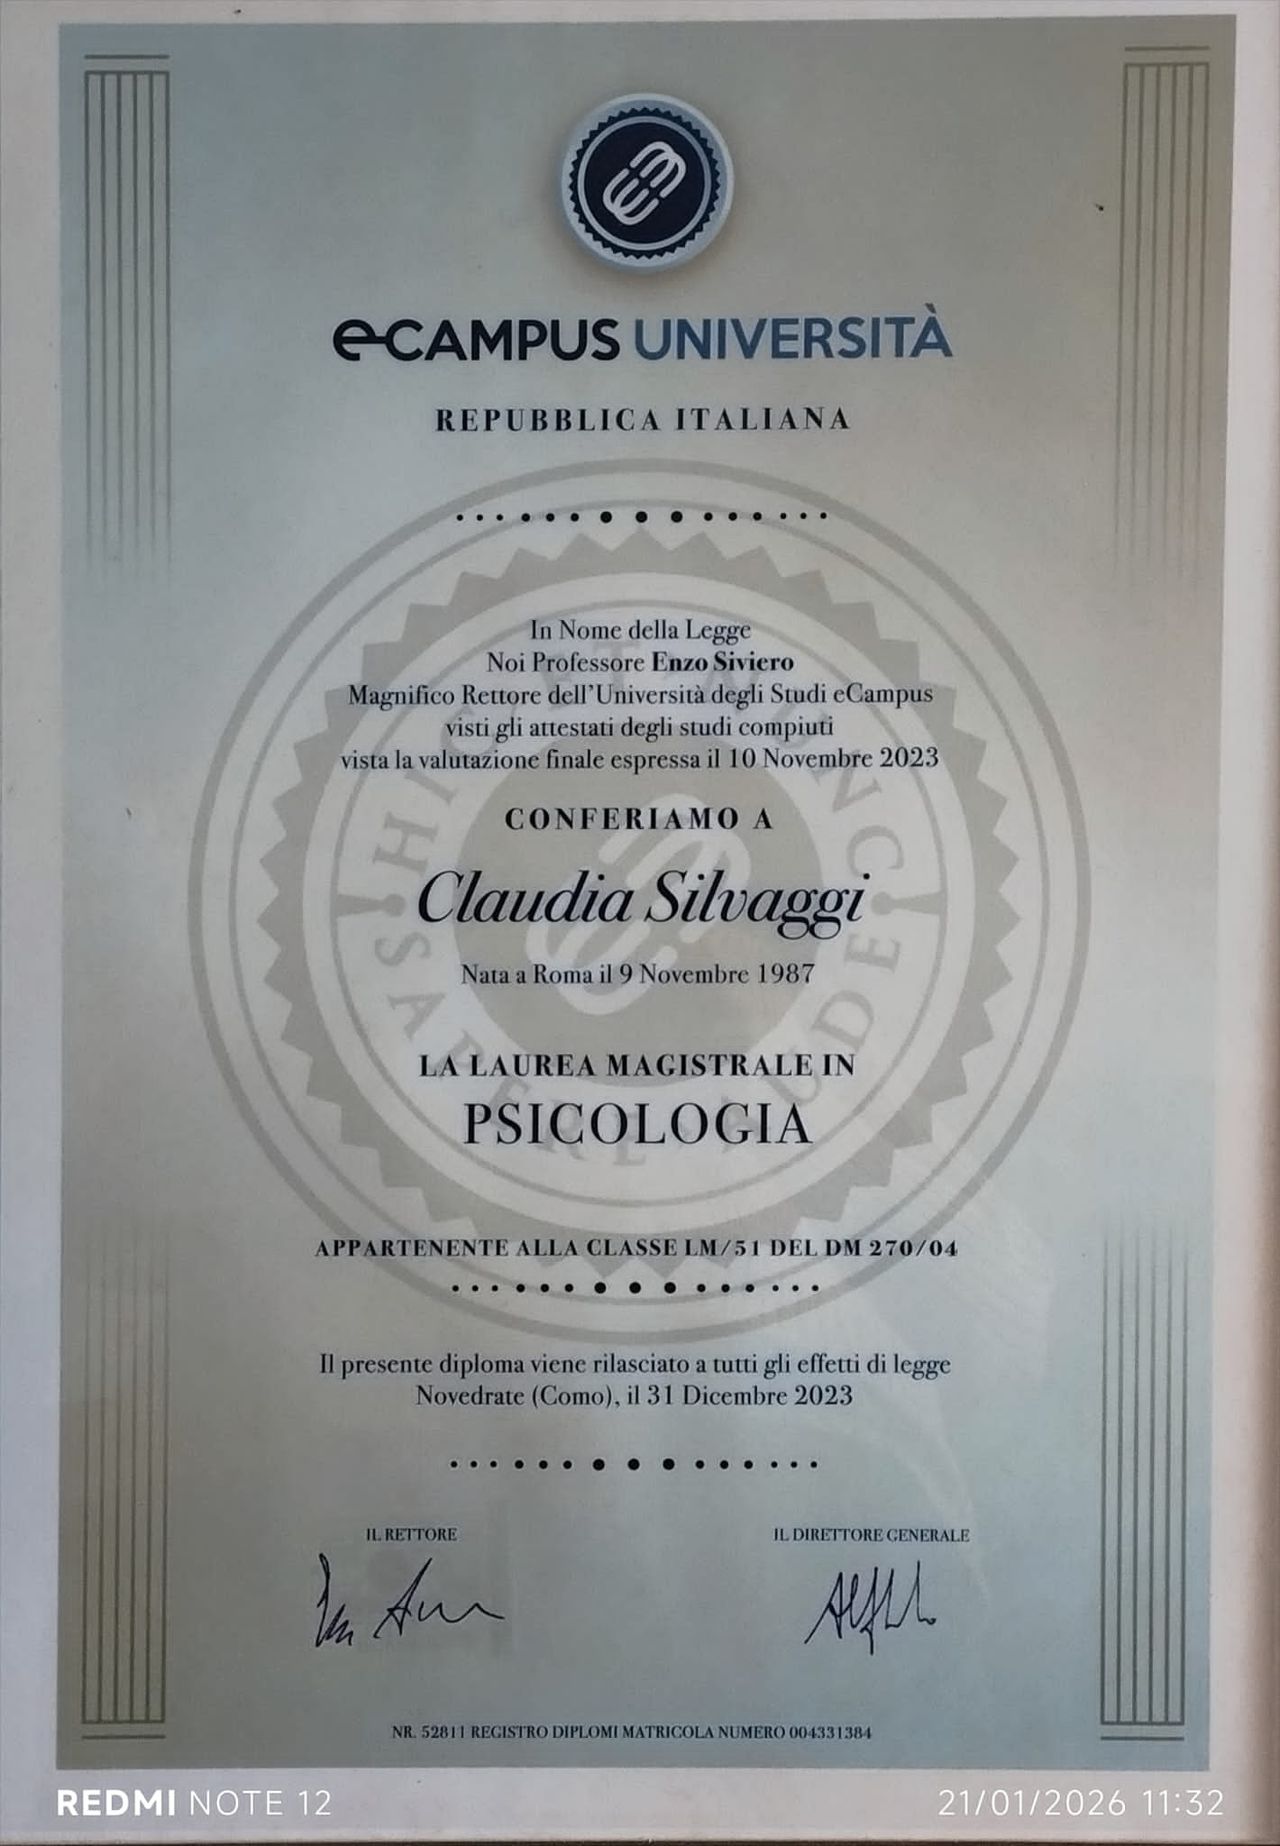 eCAMPUS UNIVERSITÀ
REPUBBLICA ITALIANA
In Nome della Legge
Noi Professore Enzo Siviero
Magnifico Rettore dell'Università degli Studi eCampus
visti gli attestati degli studi compiuti
vista la valutazione finale espressa il 10 Novembre 2023
CONFERIAMO A
Claudia Silvaggi
Nata a Roma il 9 Novembre 1987
LA LAUREA MAGISTRALE IN
PSICOLOGIA
APPARTENENTE ALLA CLASSE LM/51 DEL DM 270/04
Il presente diploma viene rilasciato a tutti gli effetti di legge
Novedrate (Como), il 31 Dicembre 2023
IL RETTORE
IL DIRETTORE GENERALE
NR. 52811 REGISTRO DIPLOMI MATRICOLA NUMERO 004331384
REDMI NOTE 12
21/01/2026 11:32